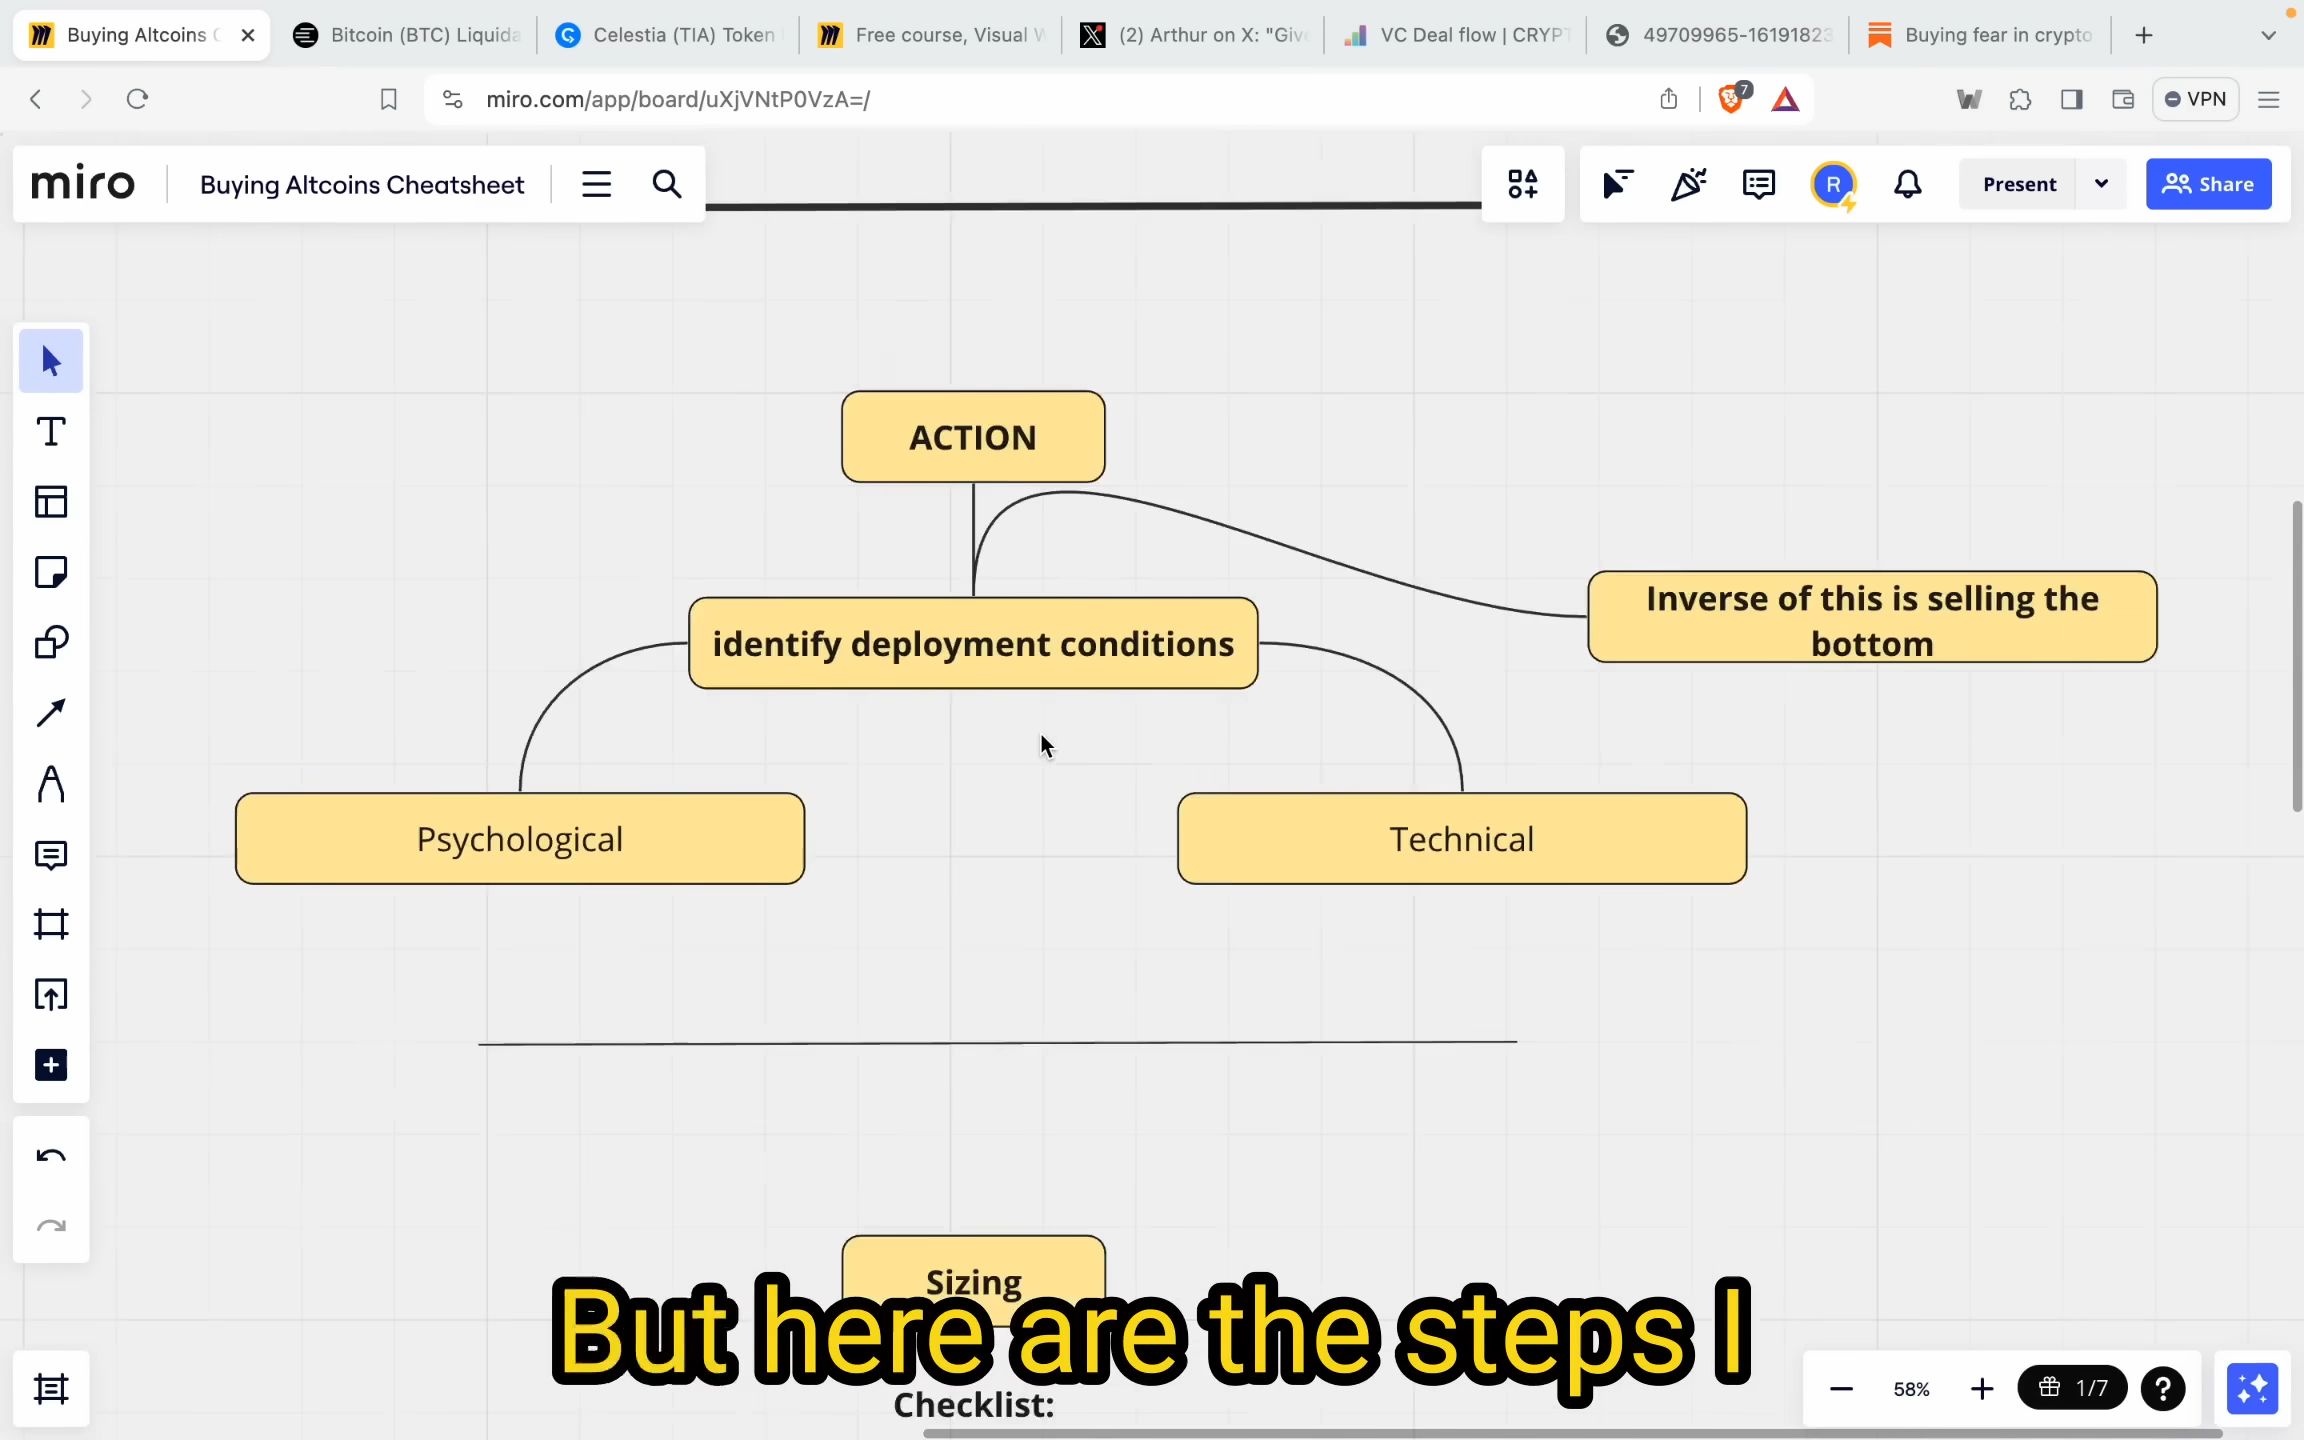 Buying Altcoins C
Bitcoin (BTC) Liquida
Celestia (TIA) Token
Free course, Visual W
(2) Arthur on X: "Give
VC Deal flow | CRYPT
49709965-16191823
Buying fear in crypto
miro.com/app/board/uXjVNtP0VzA=/
7
VPN
miro
Buying Altcoins Cheatsheet
R
Present
Share
ACTION
Inverse of this is selling the
bottom
identify deployment conditions
Psychological
Technical
Sizing
But here are the steps I
Checklist:
58%
1/7
?